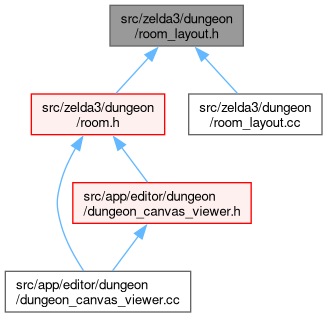 src/zelda3/dungeon
/room_layout.h
src/zelda3/dungeon
/room.h
src/zelda3/dungeon
/room_layout.cc
src/app/editor/dungeon
/dungeon_canvas_viewer.h
src/app/editor/dungeon
/dungeon_canvas_viewer.cc